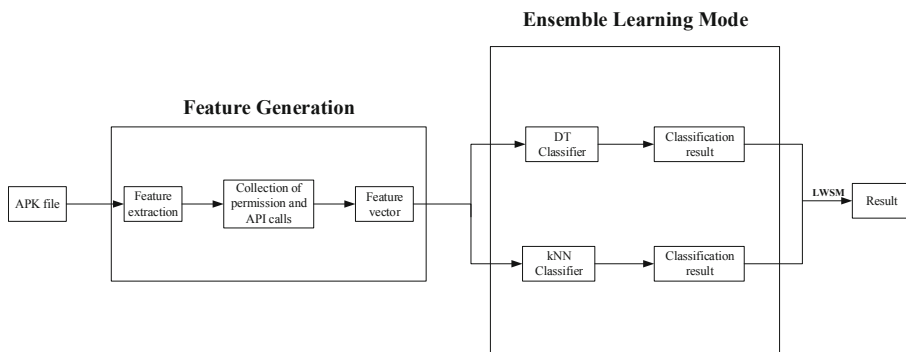 Ensemble Learning Mode
Feature Generation
APK file
Feature
extraction
Collection of
permission and
API calls
Feature
vector
DT
Classifier
Classification
result
kNN
Classifier
Classification
result
LWSM
Result